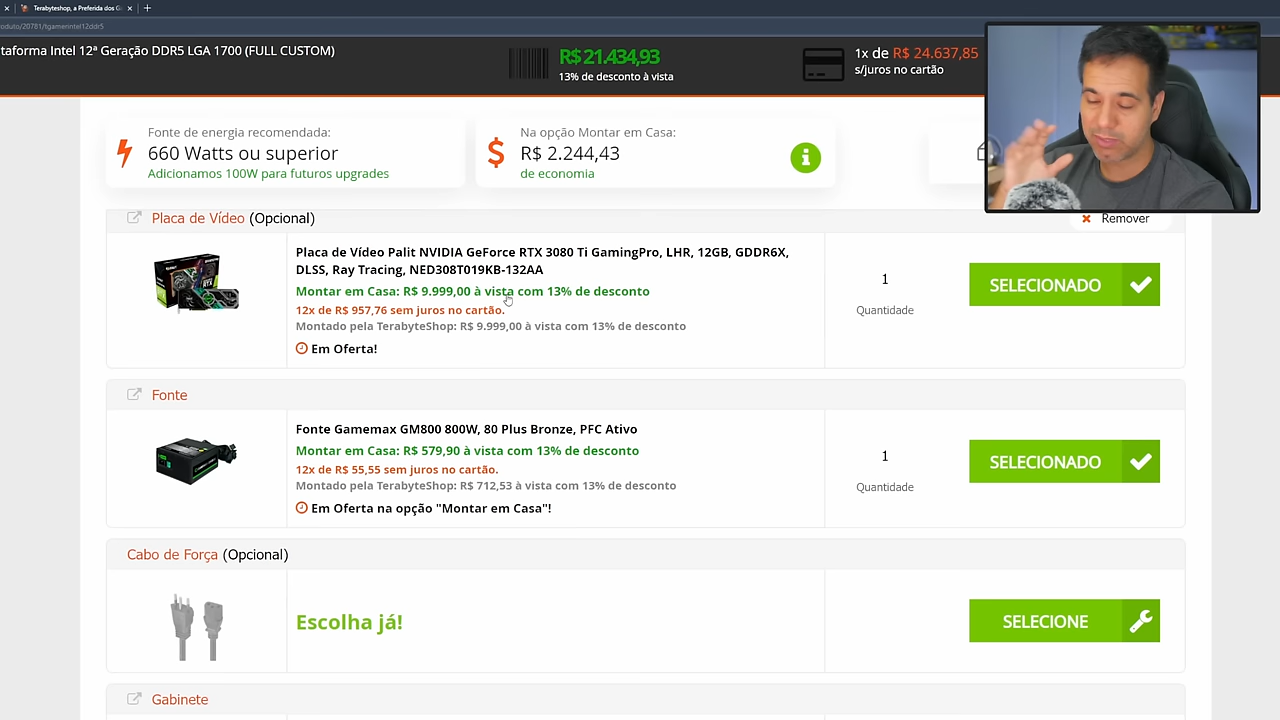 Terabyteshop, a Preferida dos G
oduto/20781/tgamerintel12ddr5
taforma Intel 12ª Geração DDR5 LGA 1700 (FULL CUSTOM)
R$ 21.434,93
13% de desconto à vista
1x de R$ 24.637,85
s/juros no cartão
Fonte de energia recomendada:
660 Watts ou superior
Adicionamos 100W para futuros upgrades
Na opção Montar em Casa:
R$ 2.244,43
de economia
Placa de Vídeo (Opcional)
Remover
Placa de Vídeo Palit NVIDIA GeForce RTX 3080 Ti GamingPro, LHR, 12GB, GDDR6X,
DLSS, Ray Tracing, NED308T019KB-132AA
Montar em Casa: R$ 9.999,00 à vista com 13% de desconto
12x de R$ 957,76 sem juros no cartão.
Montado pela TerabyteShop: R$ 9.999,00 à vista com 13% de desconto
Em Oferta!
1
Quantidade
SELECIONADO
Fonte
Fonte Gamemax GM800 800W, 80 Plus Bronze, PFC Ativo
Montar em Casa: R$ 579,90 à vista com 13% de desconto
12x de R$ 55,55 sem juros no cartão.
Montado pela TerabyteShop: R$ 712,53 à vista com 13% de desconto
Em Oferta na opção "Montar em Casa"!
1
Quantidade
SELECIONADO
Cabo de Força (Opcional)
Escolha já!
SELECIONE
Gabinete